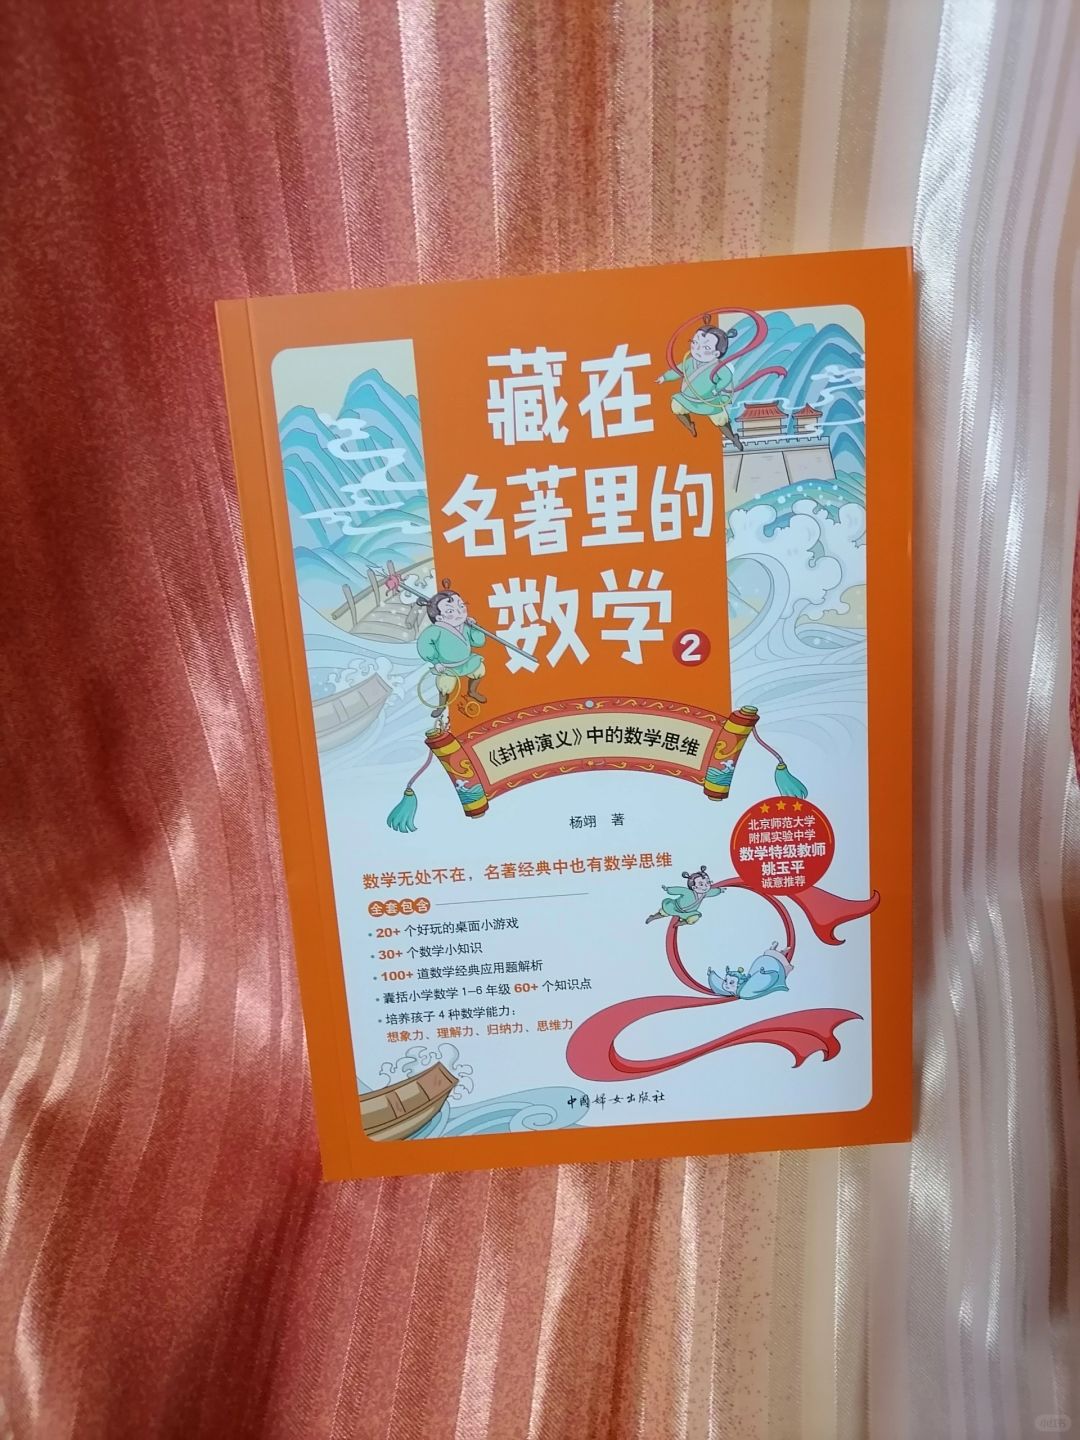 藏在
名著里的
数学2
《封神演义》中的数学思维
杨翊 著
北京师范大学
附属实验中学
数学特级教师
姚玉平
诚意推荐
数学无处不在，名著经典中也有数学思维
全套包含
• 20+ 个好玩的桌面小游戏
• 30+ 个数学小知识
• 100+ 道数学经典应用题解析
• 囊括小学数学 1–6 年级 60+ 个知识点
• 培养孩子 4 种数学能力：
想象力、理解力、归纳力、思维力
中国妇女出版社
小红书